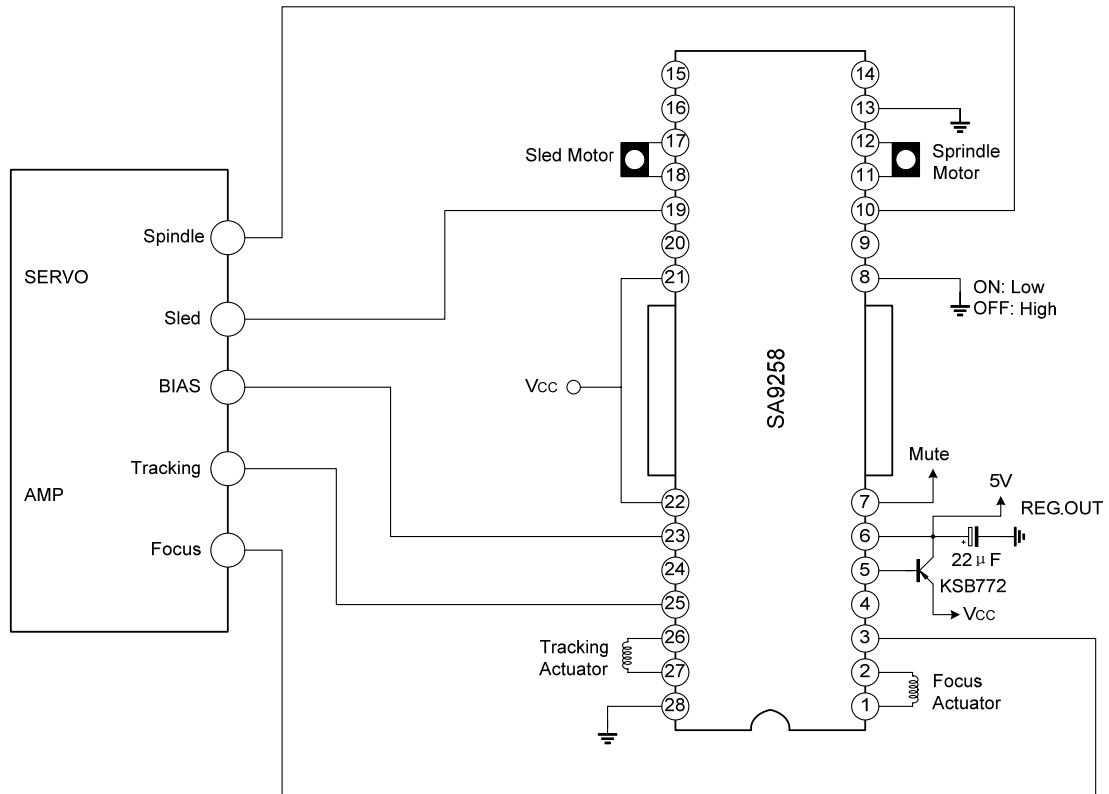 15
14
16
13
Sled Motor
17
12
Sprindle
Motor
18
11
19
10
Spindle
20
9
SERVO
21
8
ON: Low
OFF: High
Sled
SA9258
BIAS
Vcc
Tracking
Mute
AMP
22
7
5V
REG.OUT
Focus
23
6
+
22μF
24
5
KSB772
25
4
Vcc
Tracking
Actuator
26
3
27
2
Focus
Actuator
28
1